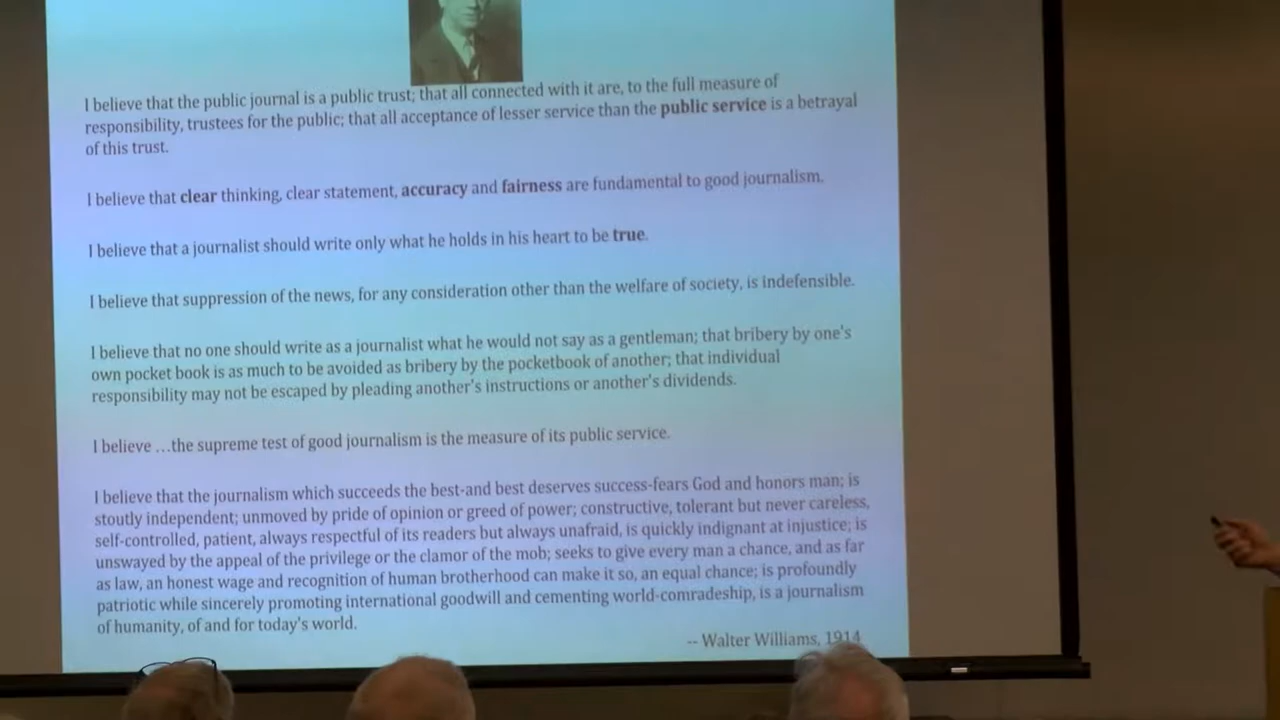 I believe that the public journal is a public trust; that all connected with it are, to the full measure of
responsibility, trustees for the public; that all acceptance of lesser service than the public service is a betrayal
of this trust.
I believe that clear thinking, clear statement, accuracy and fairness are fundamental to good journalism.
I believe that a journalist should write only what he holds in his heart to be true.
I believe that suppression of the news, for any consideration other than the welfare of society, is indefensible.
I believe that no one should write as a journalist what he would not say as a gentleman; that bribery by one's
own pocket book is as much to be avoided as bribery by the pocketbook of another; that individual
responsibility may not be escaped by pleading another's instructions or another's dividends.
I believe …the supreme test of good journalism is the measure of its public service.
I believe that the journalism which succeeds the best-and best deserves success-fears God and honors man; is
stoutly independent; unmoved by pride of opinion or greed of power; constructive, tolerant but never careless,
self-controlled, patient, always respectful of its readers but always unafraid, is quickly indignant at injustice; is
unswayed by the appeal of the privilege or the clamor of the mob; seeks to give every man a chance, and as far
as law, an honest wage and recognition of human brotherhood can make it so, an equal chance; is profoundly
patriotic while sincerely promoting international goodwill and cementing world-comradeship, is a journalism
of humanity, of and for today's world.
-- Walter Williams, 1914